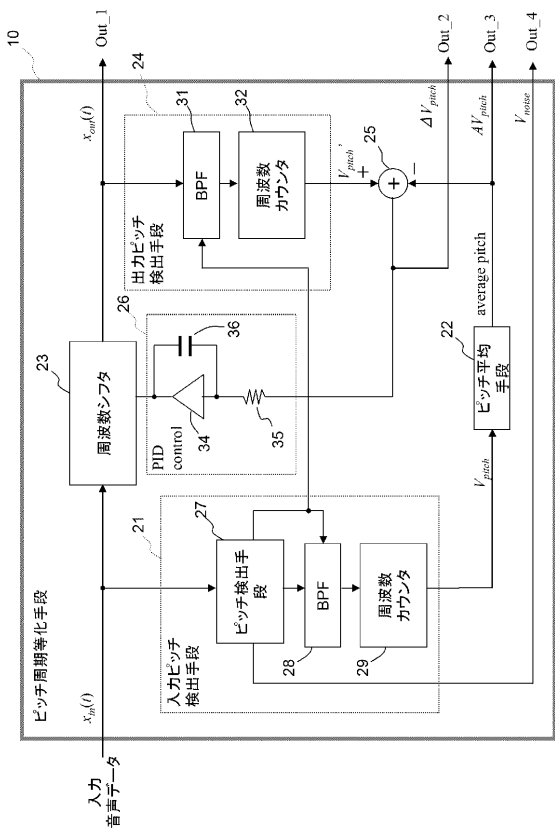 10
ピッチ周期等化手段
入力
音声データ
x_in(t)
23
周波数シフタ
x_out(t)
Out_1
21
入力ピッチ
検出手段
27
ピッチ検出手
段
BPF
28
周波数
カウンタ
29
26
PID
control
34
35
36
24
出力ピッチ
検出手段
31
BPF
32
周波数
カウンタ
V_pitch'
+
25
+
−
V_pitch
22
ピッチ平均
手段
average pitch
ΔV_pitch
Out_2
AV_pitch
Out_3
V_noise
Out_4